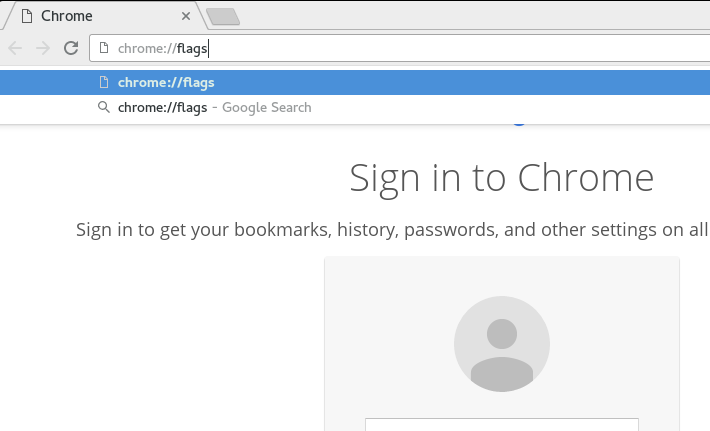 Chrome
chrome://flags
chrome://flags
chrome://flags - Google Search
Sign in to Chrome
Sign in to get your bookmarks, history, passwords, and other settings on all